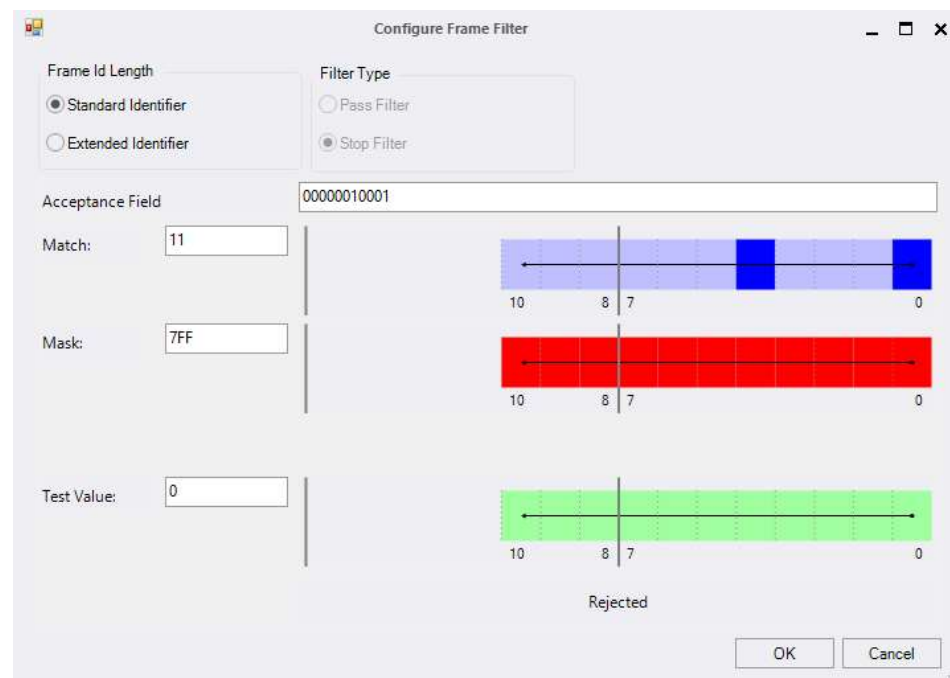 Configure Frame Filter
Frame Id Length
Filter Type
Standard Identifier
Pass Filter
Extended Identifier
Stop Filter
Acceptance Field
00000010001
Match:
11
10 8 7 0
Mask:
7FF
10 8 7 0
Test Value:
0
10 8 7 0
Rejected
OK
Cancel